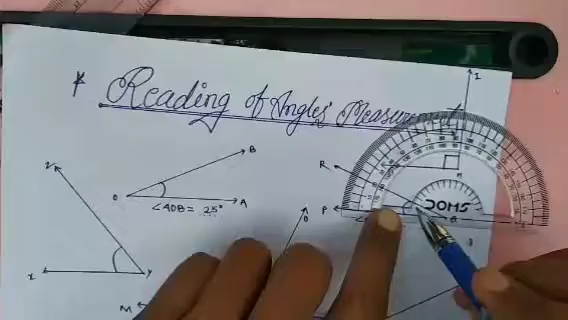 * Reading of Angles' Measurement
I
B
R
N
O
A
∠AOB = 25°
P
DOMS
B
O
X
Y
M